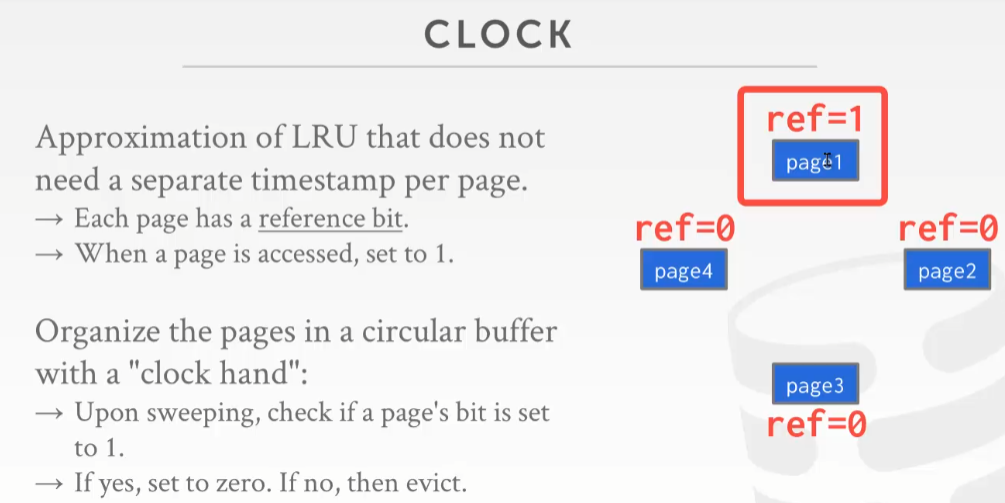 CLOCK
Approximation of LRU that does not
need a separate timestamp per page.
→ Each page has a reference bit.
→ When a page is accessed, set to 1.
Organize the pages in a circular buffer
with a "clock hand":
→ Upon sweeping, check if a page's bit is set
to 1.
→ If yes, set to zero. If no, then evict.
ref=1
page1
ref=0
page4
ref=0
page2
page3
ref=0